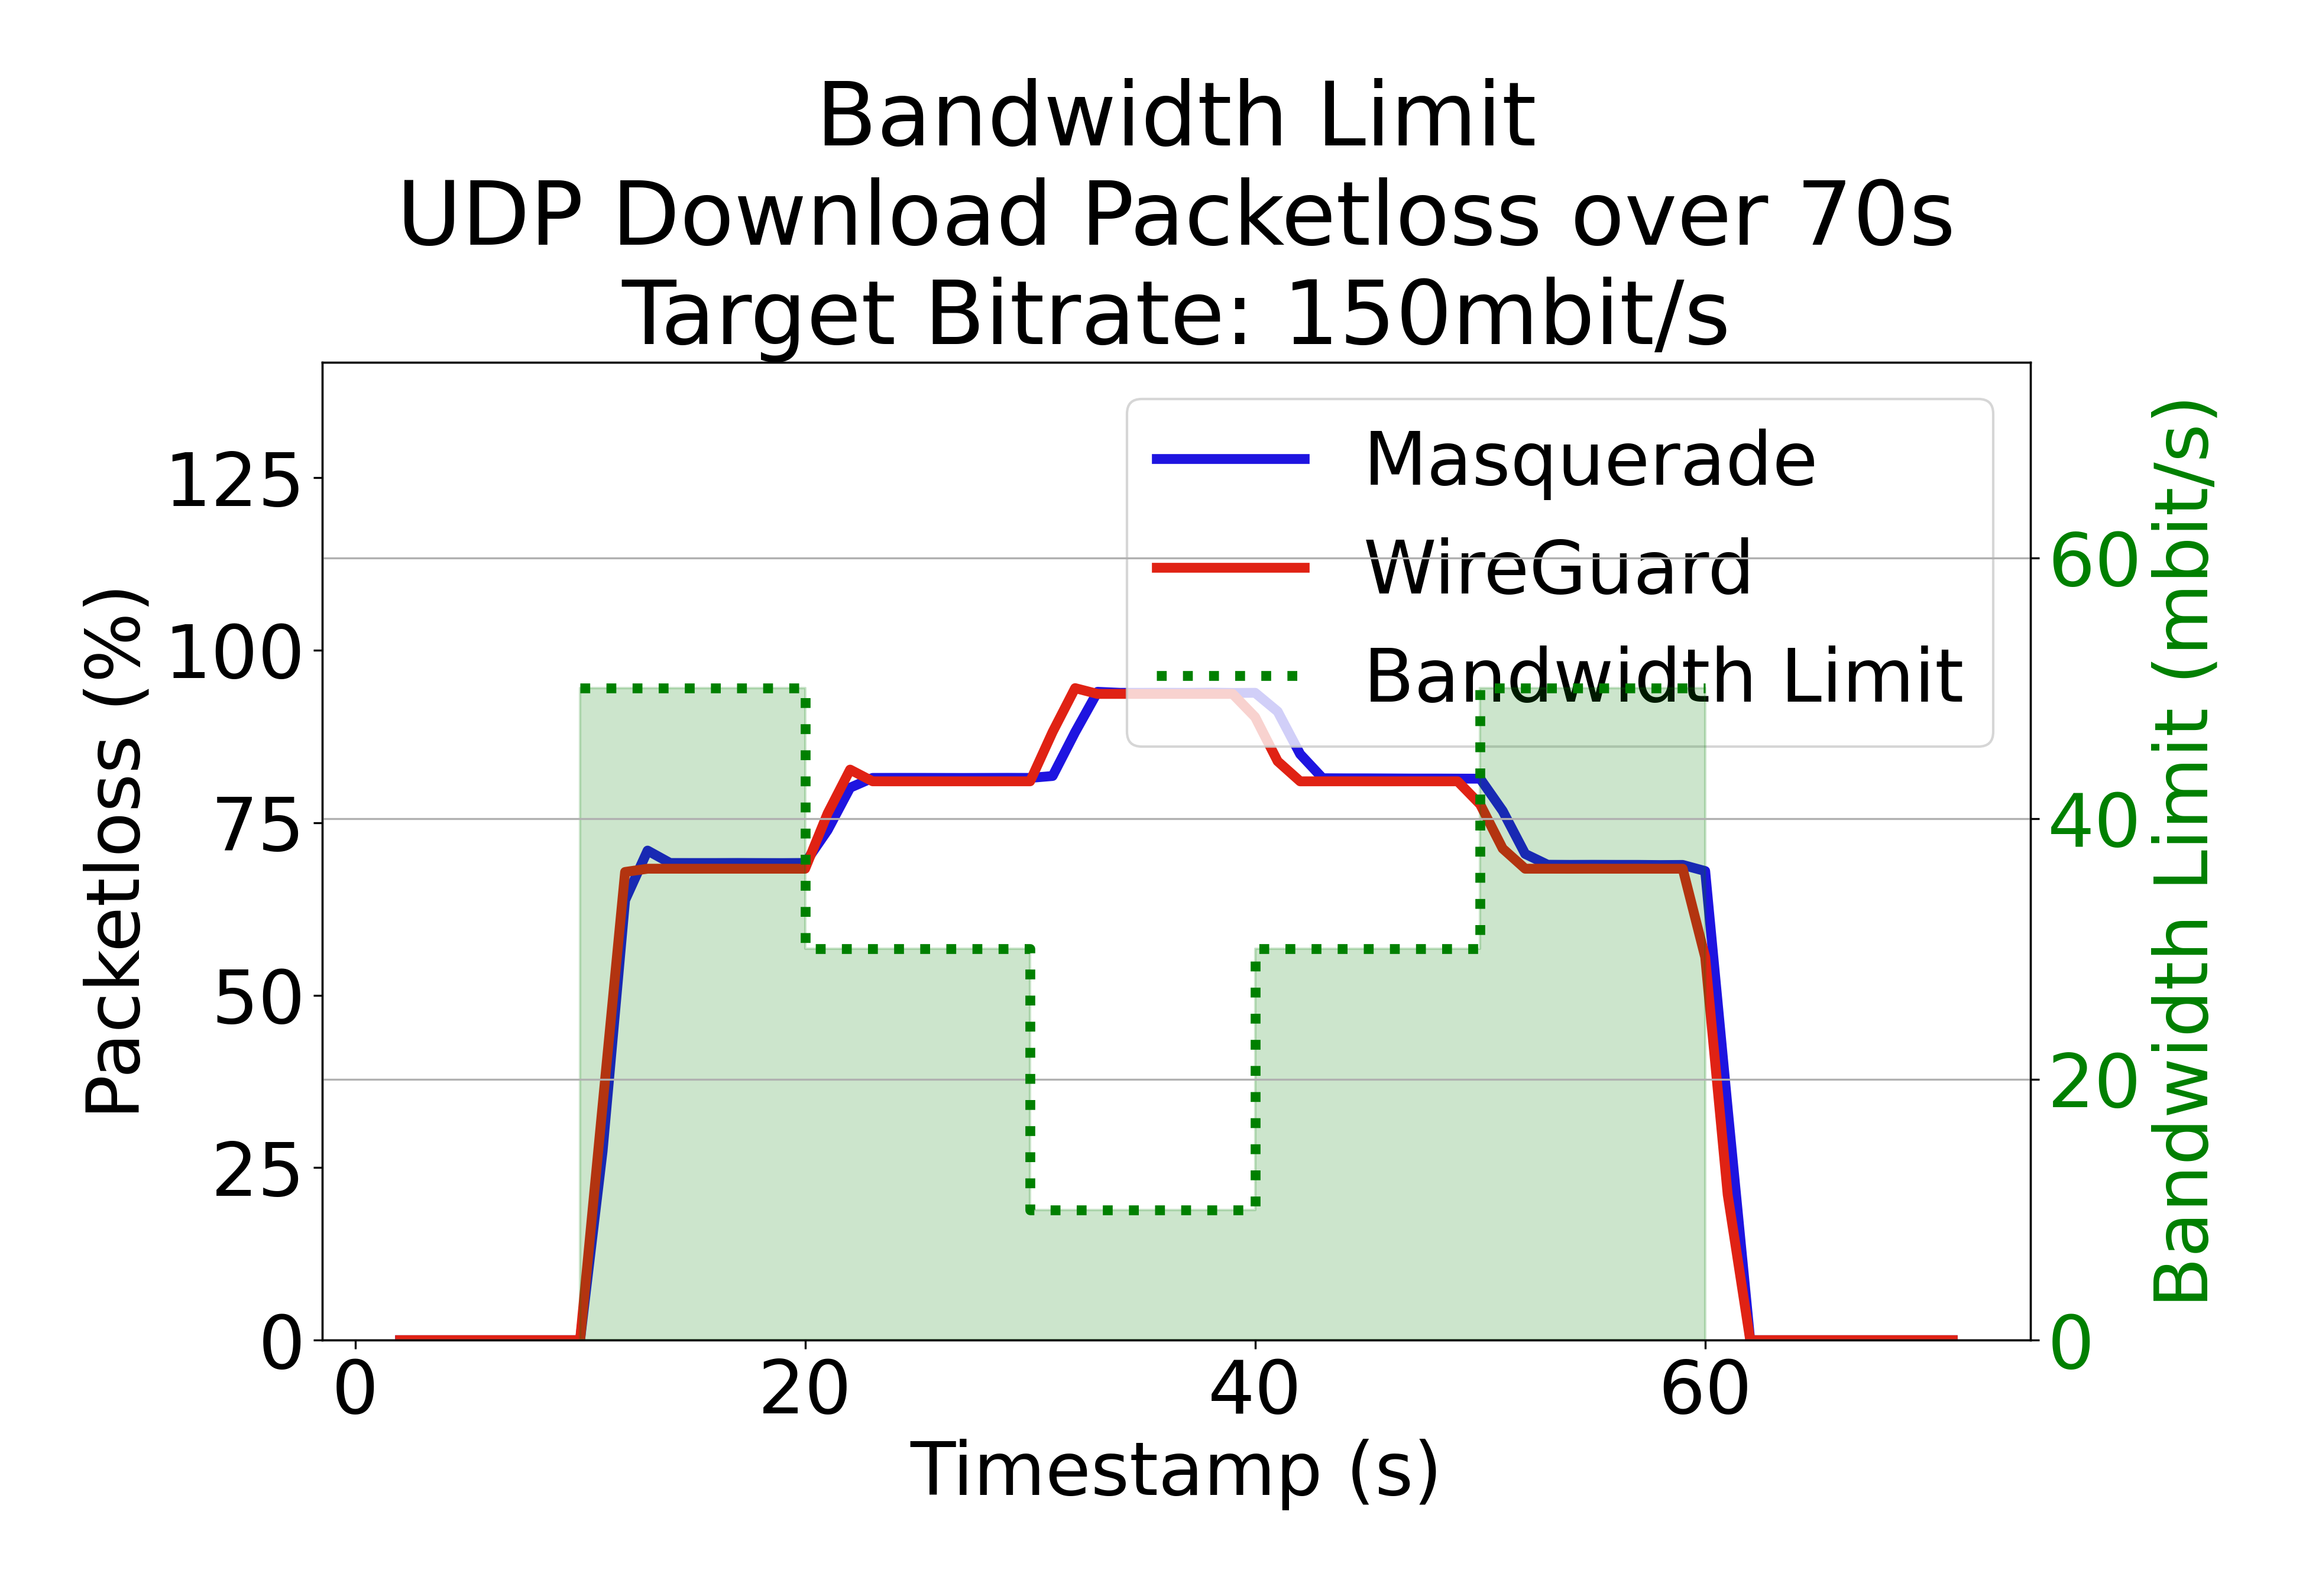 Bandwidth Limit
UDP Download Packetloss over 70s
Target Bitrate: 150mbit/s
Masquerade
WireGuard
Bandwidth Limit
Packetloss (%)
125
100
75
50
25
0
Bandwidth Limit (mbit/s)
60
40
20
0
0 20 40 60
Timestamp (s)